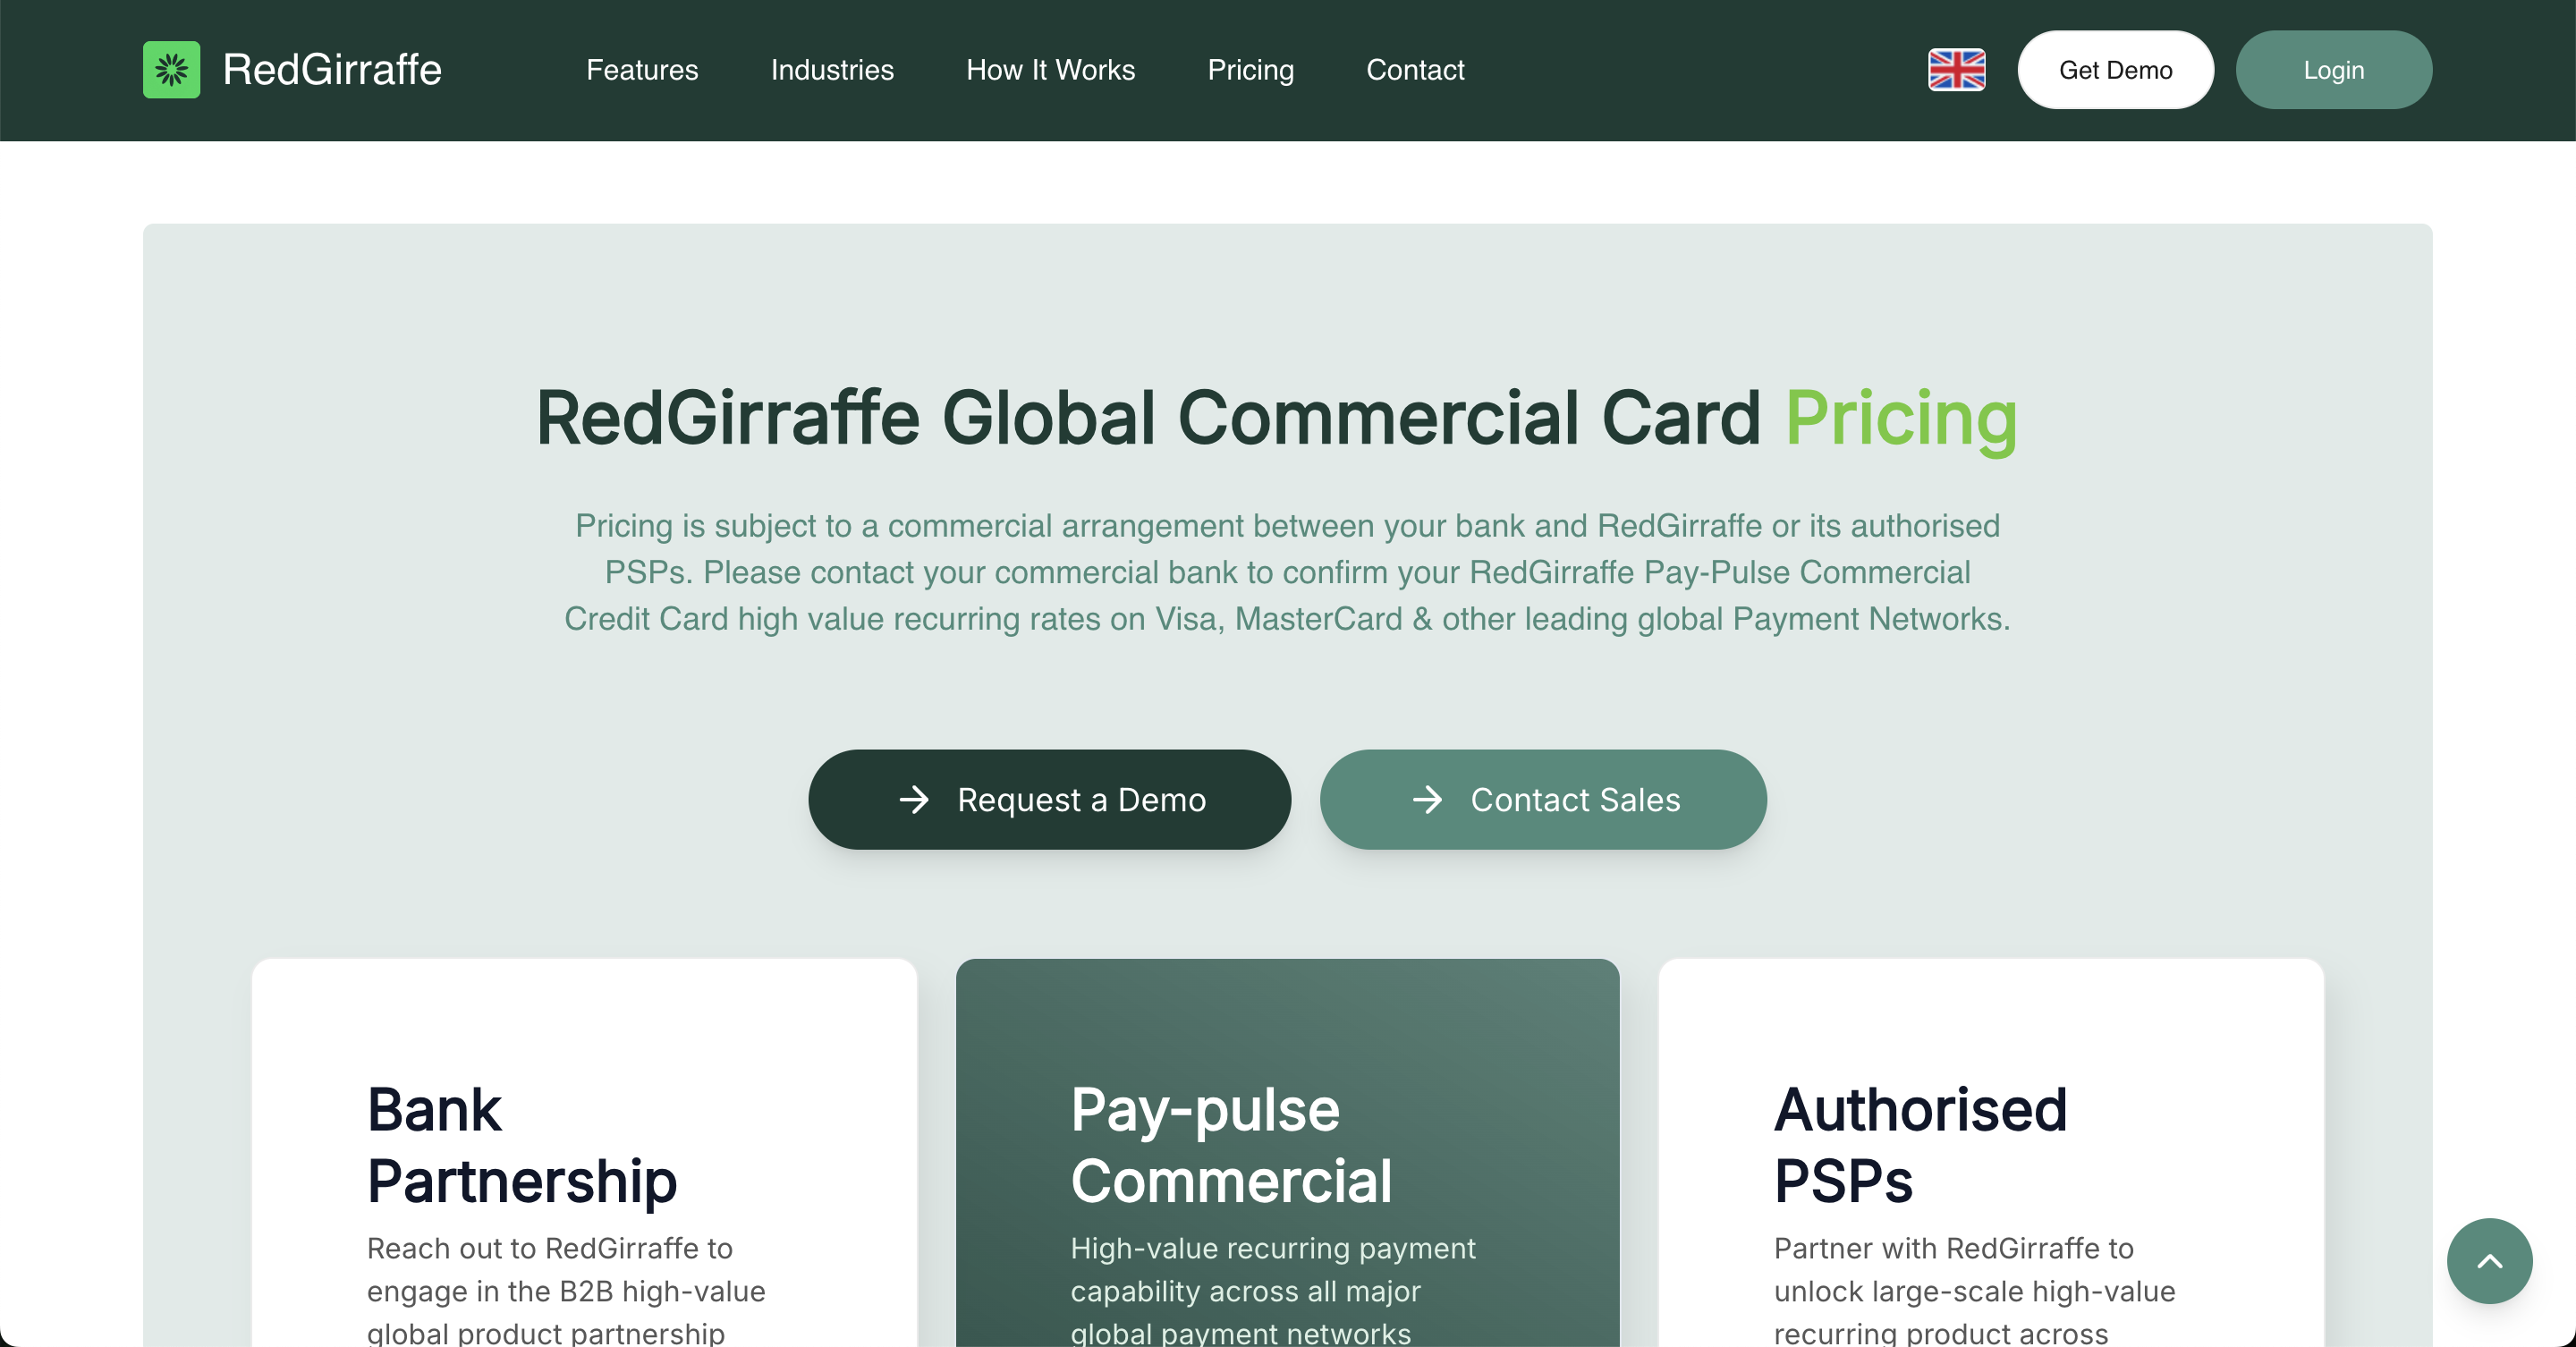 RedGirraffe
Features
Industries
How It Works
Pricing
Contact
Get Demo
Login
RedGirraffe Global Commercial Card Pricing
Pricing is subject to a commercial arrangement between your bank and RedGirraffe or its authorised
PSPs. Please contact your commercial bank to confirm your RedGirraffe Pay-Pulse Commercial
Credit Card high value recurring rates on Visa, MasterCard & other leading global Payment Networks.
Request a Demo
Contact Sales
Bank
Partnership
Reach out to RedGirraffe to
engage in the B2B high-value
global product partnership
Pay-pulse
Commercial
High-value recurring payment
capability across all major
global payment networks
Authorised
PSPs
Partner with RedGirraffe to
unlock large-scale high-value
recurring product across